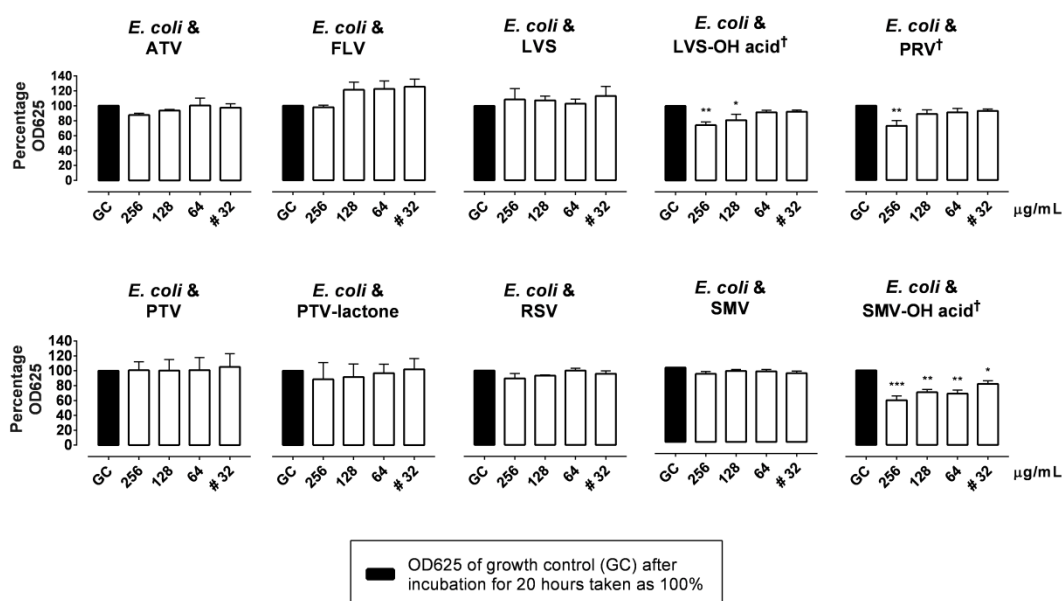 E. coli & E. coli & E. coli & E. coli & E. coli &
ATV FLV LVS LVS-OH acid† PRV†
Percentage
OD625
140
120
100
80
60
40
20
0
** * **
GC 256 128 64 # 32 GC 256 128 64 # 32 GC 256 128 64 # 32 GC 256 128 64 # 32 GC 256 128 64 # 32 μg/mL
E. coli & E. coli & E. coli & E. coli & E. coli &
PTV PTV-lactone RSV SMV SMV-OH acid†
Percentage
OD625
140
120
100
80
60
40
20
0
*** ** ** *
GC 256 128 64 # 32 GC 256 128 64 # 32 GC 256 128 64 # 32 GC 256 128 64 # 32 GC 256 128 64 # 32 μg/mL
OD625 of growth control (GC) after
incubation for 20 hours taken as 100%